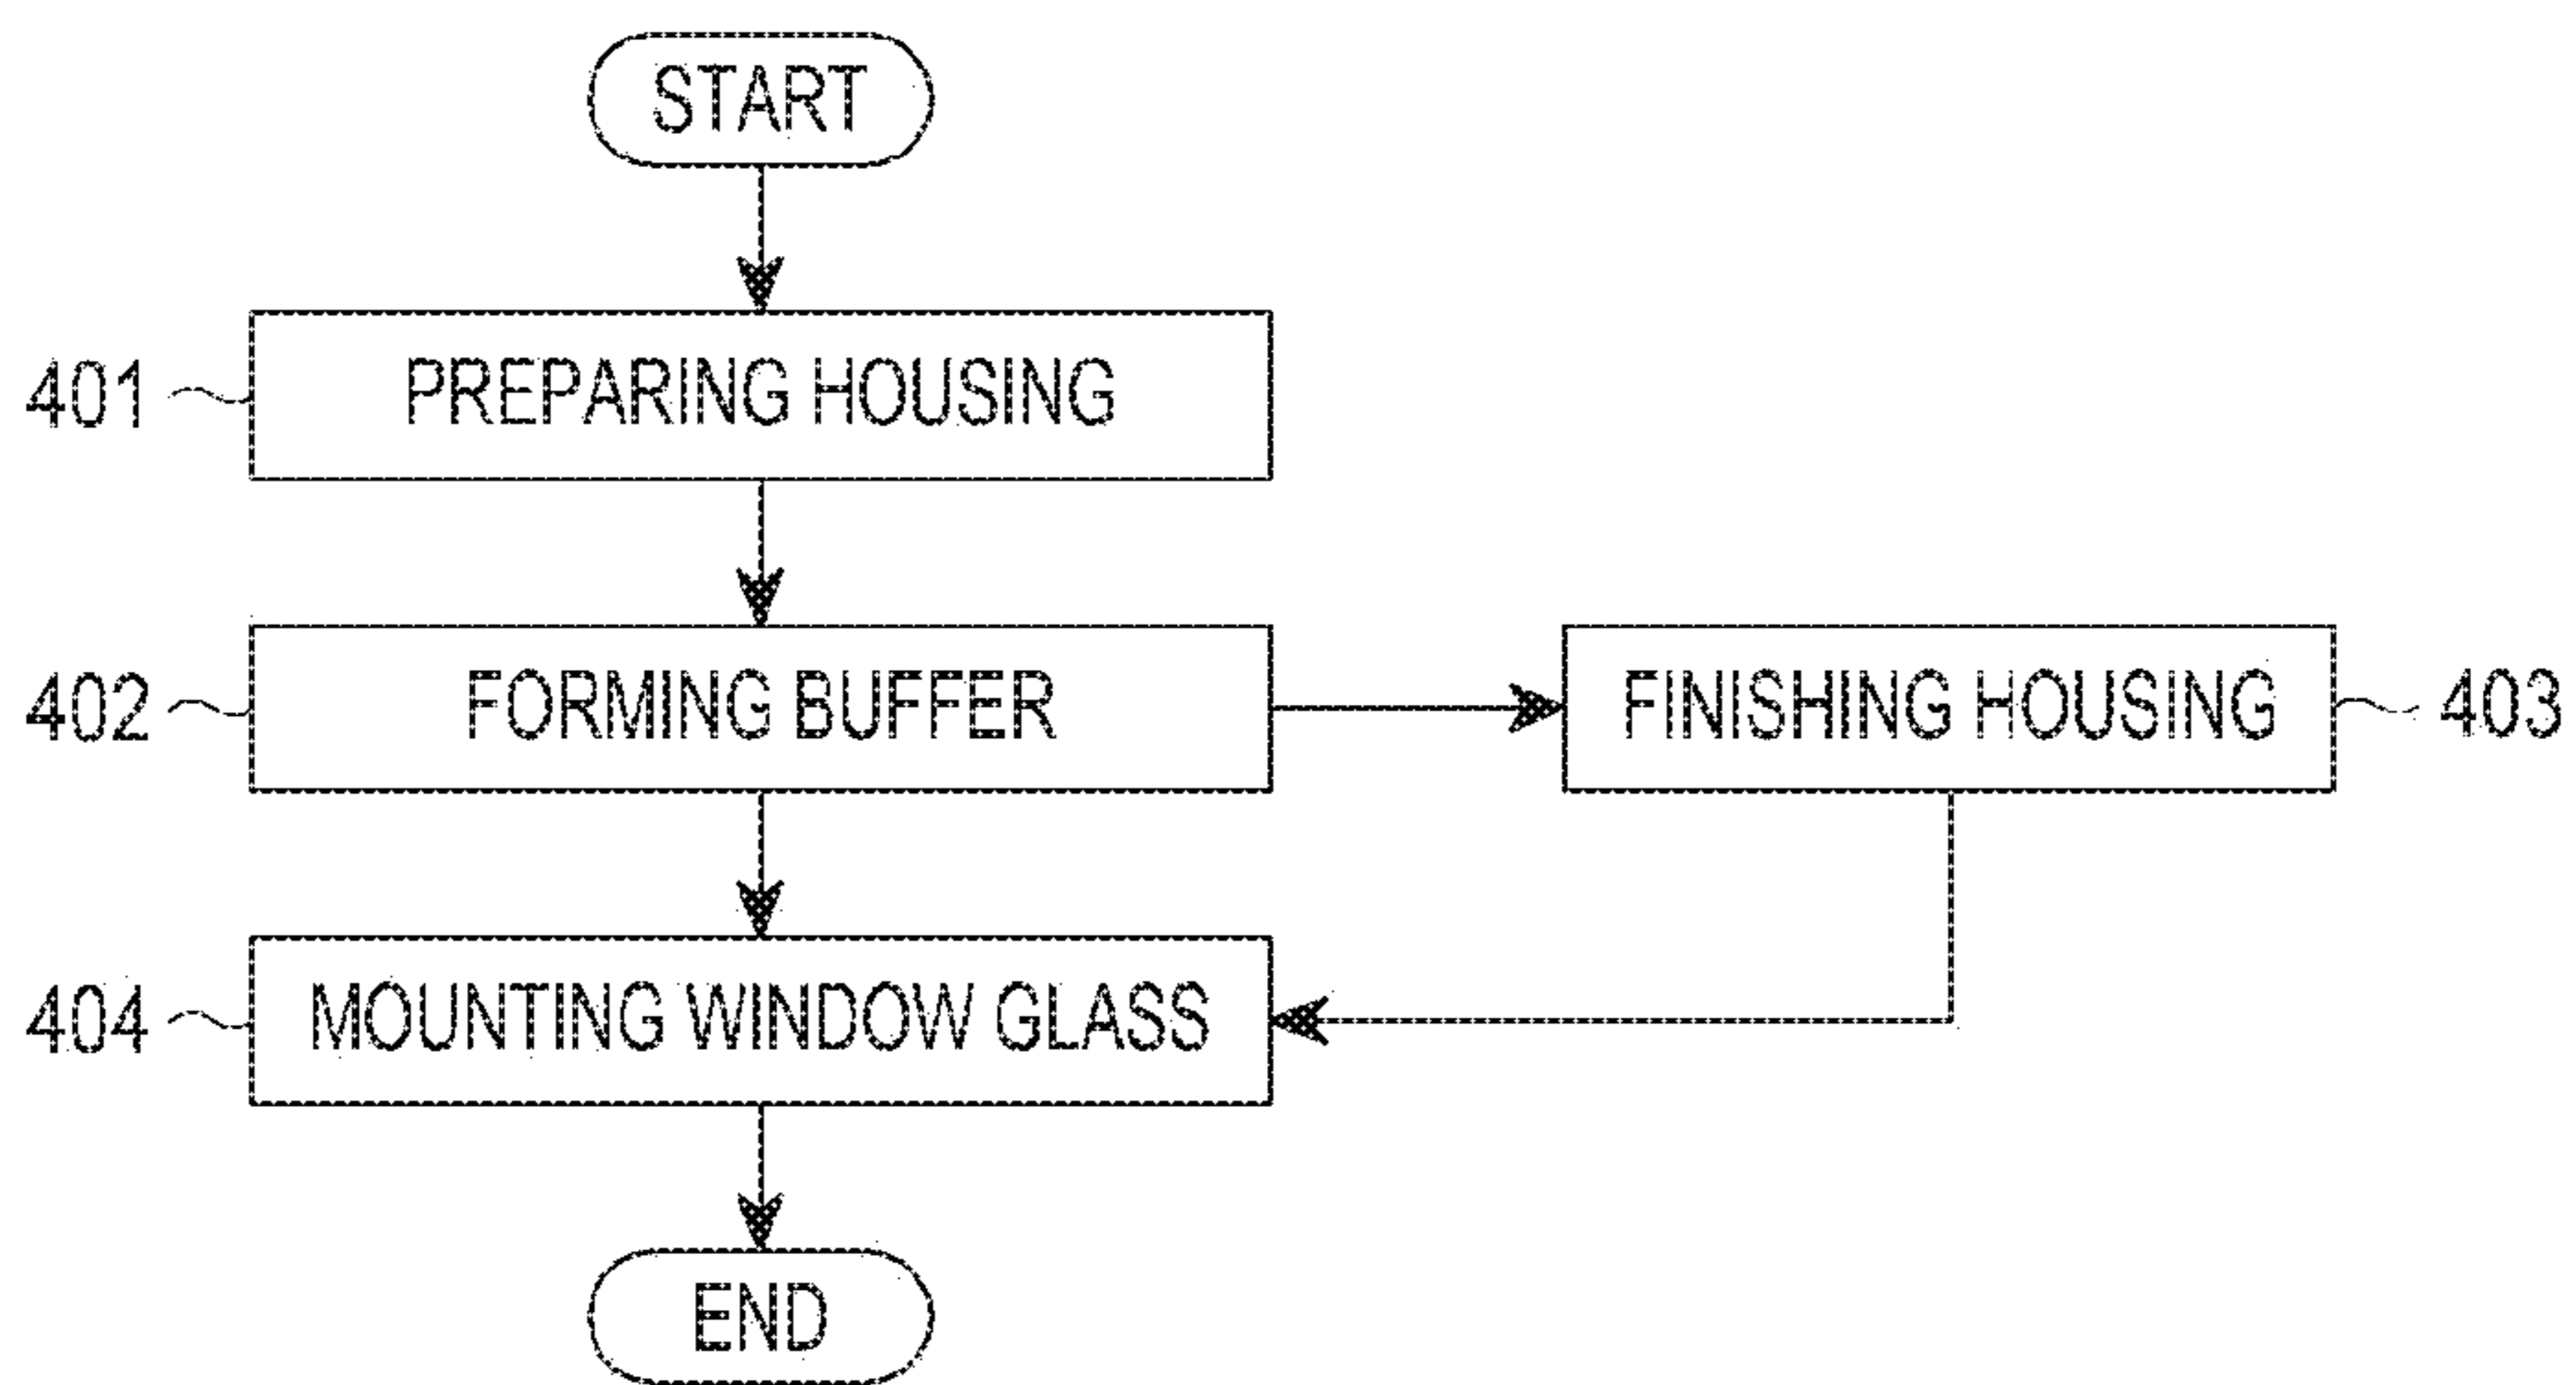 START
401 PREPARING HOUSING
402 FORMING BUFFER
FINISHING HOUSING 403
404 MOUNTING WINDOW GLASS
END